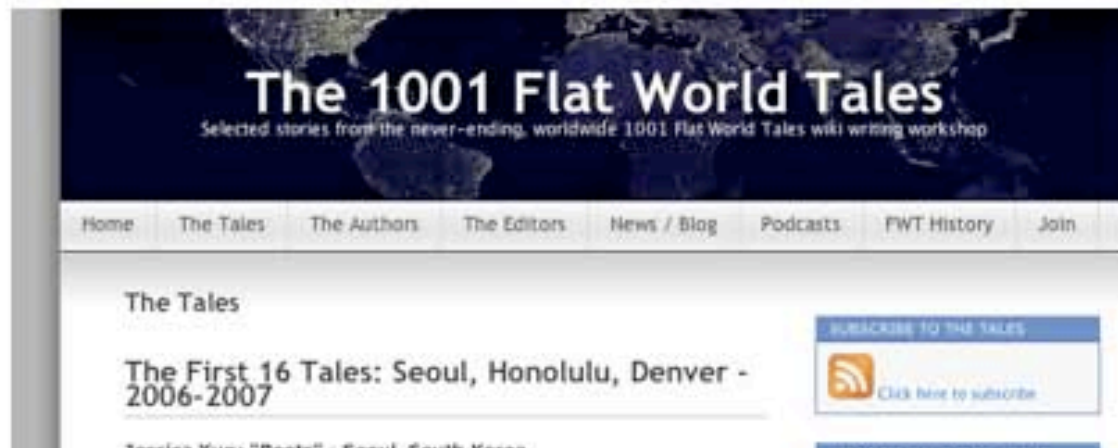 The 1001 Flat World Tales
Selected stories from the never-ending, worldwide 1001 Flat World Tales wiki writing workshop
Home The Tales The Authors The Editors News / Blog Podcasts FWT History Join
The Tales
SUBSCRIBE TO THE TALES
The First 16 Tales: Seoul, Honolulu, Denver -
2006-2007
Click here to subscribe